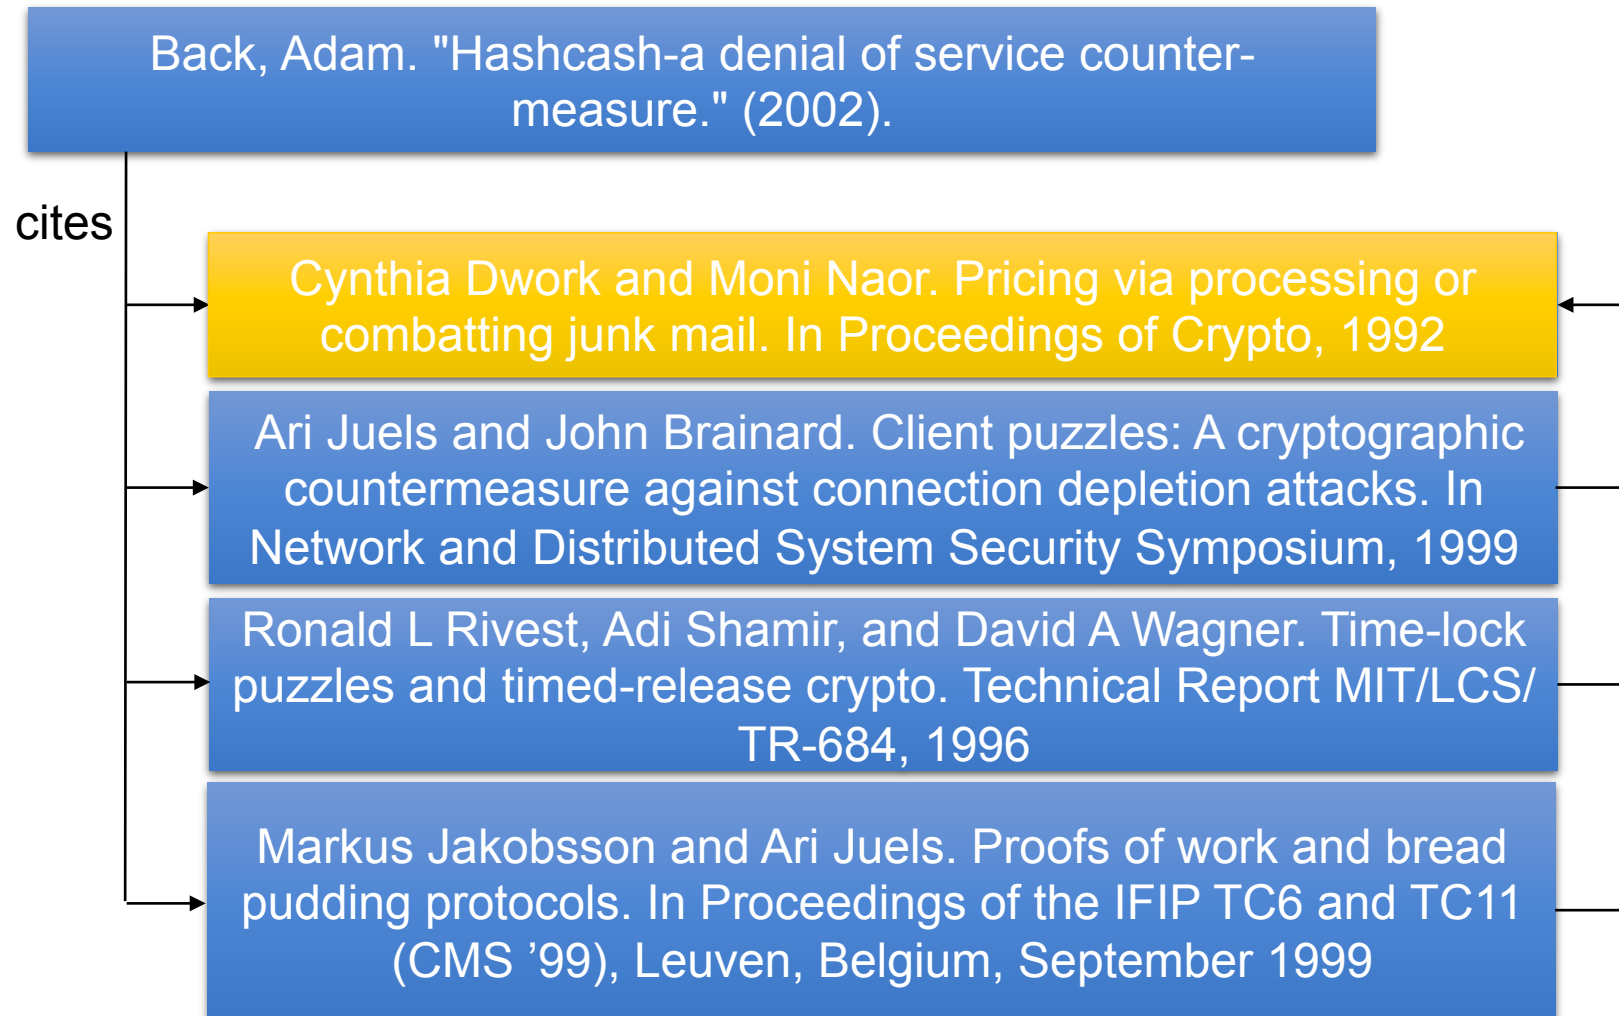 Back, Adam. "Hashcash-a denial of service counter-
measure." (2002).
cites
Cynthia Dwork and Moni Naor. Pricing via processing or
combatting junk mail. In Proceedings of Crypto, 1992
Ari Juels and John Brainard. Client puzzles: A cryptographic
countermeasure against connection depletion attacks. In
Network and Distributed System Security Symposium, 1999
Ronald L Rivest, Adi Shamir, and David A Wagner. Time-lock
puzzles and timed-release crypto. Technical Report MIT/LCS/
TR-684, 1996
Markus Jakobsson and Ari Juels. Proofs of work and bread
pudding protocols. In Proceedings of the IFIP TC6 and TC11
(CMS ’99), Leuven, Belgium, September 1999